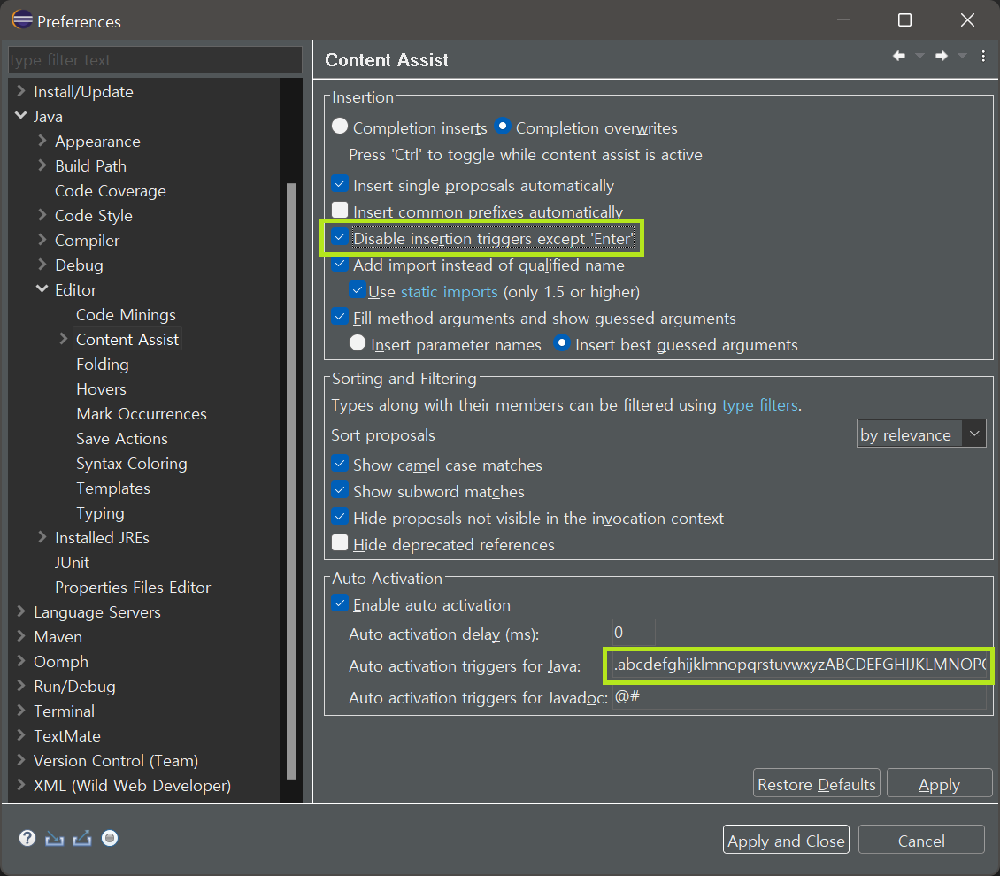 Preferences
type filter text
Install/Update
Java
Appearance
Build Path
Code Coverage
Code Style
Compiler
Debug
Editor
Code Minings
Content Assist
Folding
Hovers
Mark Occurrences
Save Actions
Syntax Coloring
Templates
Typing
Installed JREs
JUnit
Properties Files Editor
Language Servers
Maven
Oomph
Run/Debug
Terminal
TextMate
Version Control (Team)
XML (Wild Web Developer)
Content Assist
Insertion
Completion inserts Completion overwrites
Press 'Ctrl' to toggle while content assist is active
Insert single proposals automatically
Insert common prefixes automatically
Disable insertion triggers except 'Enter'
Add import instead of qualified name
Use static imports (only 1.5 or higher)
Fill method arguments and show guessed arguments
Insert parameter names Insert best guessed arguments
Sorting and Filtering
Types along with their members can be filtered using type filters.
Sort proposals by relevance
Show camel case matches
Show subword matches
Hide proposals not visible in the invocation context
Hide deprecated references
Auto Activation
Enable auto activation
Auto activation delay (ms): 0
Auto activation triggers for Java: .abcdefghijklmnopqrstuvwxyzABCDEFGHIJKLMNOPQ
Auto activation triggers for Javadoc: @#
Restore Defaults Apply
Apply and Close Cancel